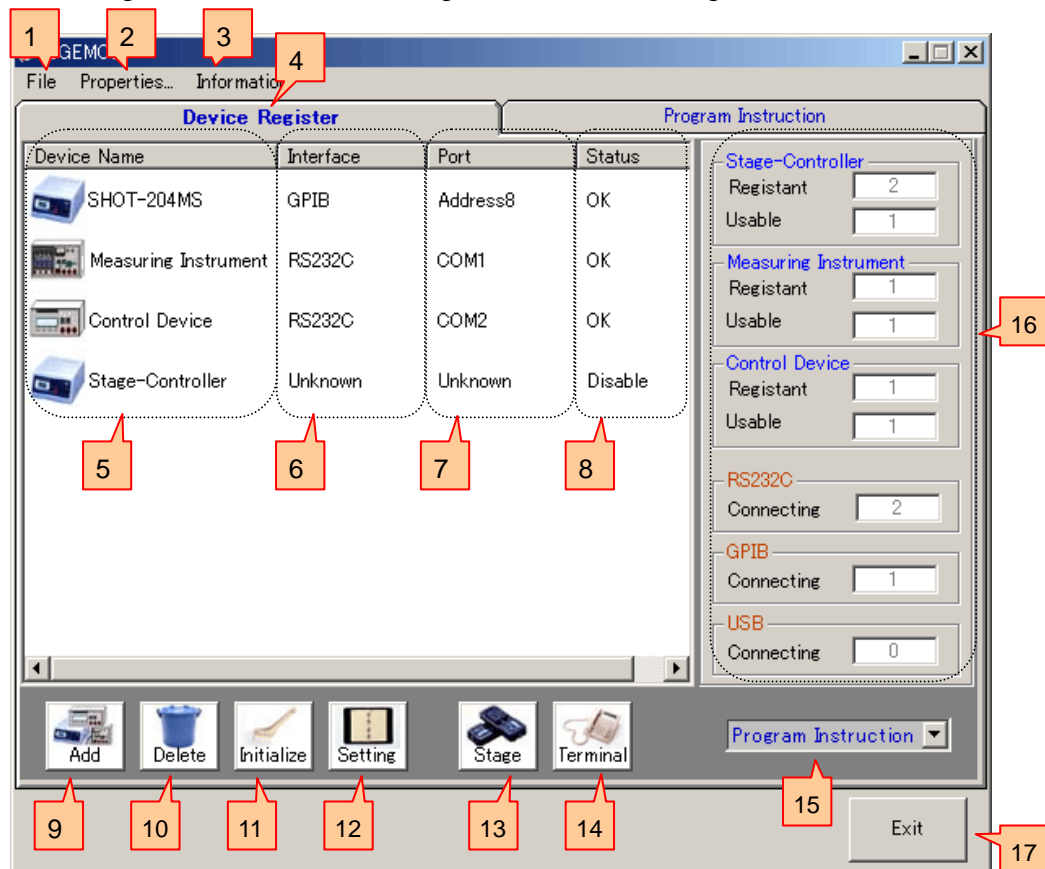 1 2 3 4
GEMO
File Properties... Informatio
Device Register Program Instruction
Device Name Interface Port Status
SHOT-204MS GPIB Address8 OK
Measuring Instrument RS232C COM1 OK
Control Device RS232C COM2 OK
Stage-Controller Unknown Unknown Disable
5 6 7 8
Stage-Controller
Registant 2
Usable 1
Measuring Instrument
Registant 1
Usable 1
16
Control Device
Registant 1
Usable 1
RS232C
Connecting 2
GPIB
Connecting 1
USB
Connecting 0
Add Delete Initialize Setting Stage Terminal Program Instruction
9 10 11 12 13 14 15
Exit
17